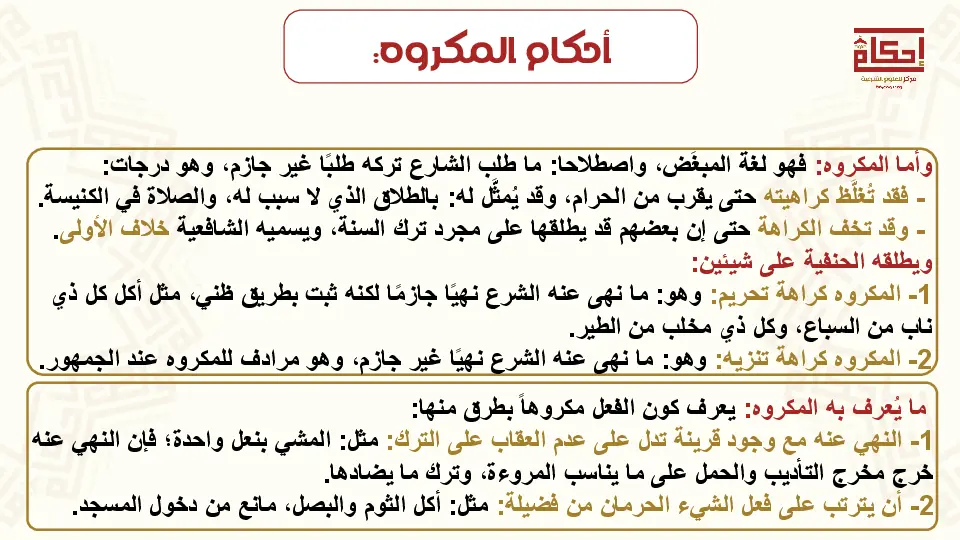 أحكام المكروه:
إحكام
مركز للعلوم الشرعية
وأما المكروه: فهو لغة المبغَض، واصطلاحا: ما طلب الشارع تركه طلبًا غير جازم، وهو درجات:
- فقد تُغلَّظ كراهيته حتى يقرب من الحرام، وقد يُمثَّل له: بالطلاق الذي لا سبب له، والصلاة في الكنيسة.
- وقد تخف الكراهة حتى إن بعضهم قد يطلقها على مجرد ترك السنة، ويسميه الشافعية خلاف الأولى.
ويطلقه الحنفية على شيئين:
1- المكروه كراهة تحريم: وهو: ما نهى عنه الشرع نهيًا جازمًا لكنه ثبت بطريق ظني، مثل أكل كل ذي
ناب من السباع، وكل ذي مخلب من الطير.
2- المكروه كراهة تنزيه: وهو: ما نهى عنه الشرع نهيًا غير جازم، وهو مرادف للمكروه عند الجمهور.
ما يُعرف به المكروه: يعرف كون الفعل مكروهاً بطرق منها:
1- النهي عنه مع وجود قرينة تدل على عدم العقاب على الترك: مثل: المشي بنعل واحدة؛ فإن النهي عنه
خرج مخرج التأديب والحمل على ما يناسب المروءة، وترك ما يضادها.
2- أن يترتب على فعل الشيء الحرمان من فضيلة: مثل: أكل الثوم والبصل، مانع من دخول المسجد.